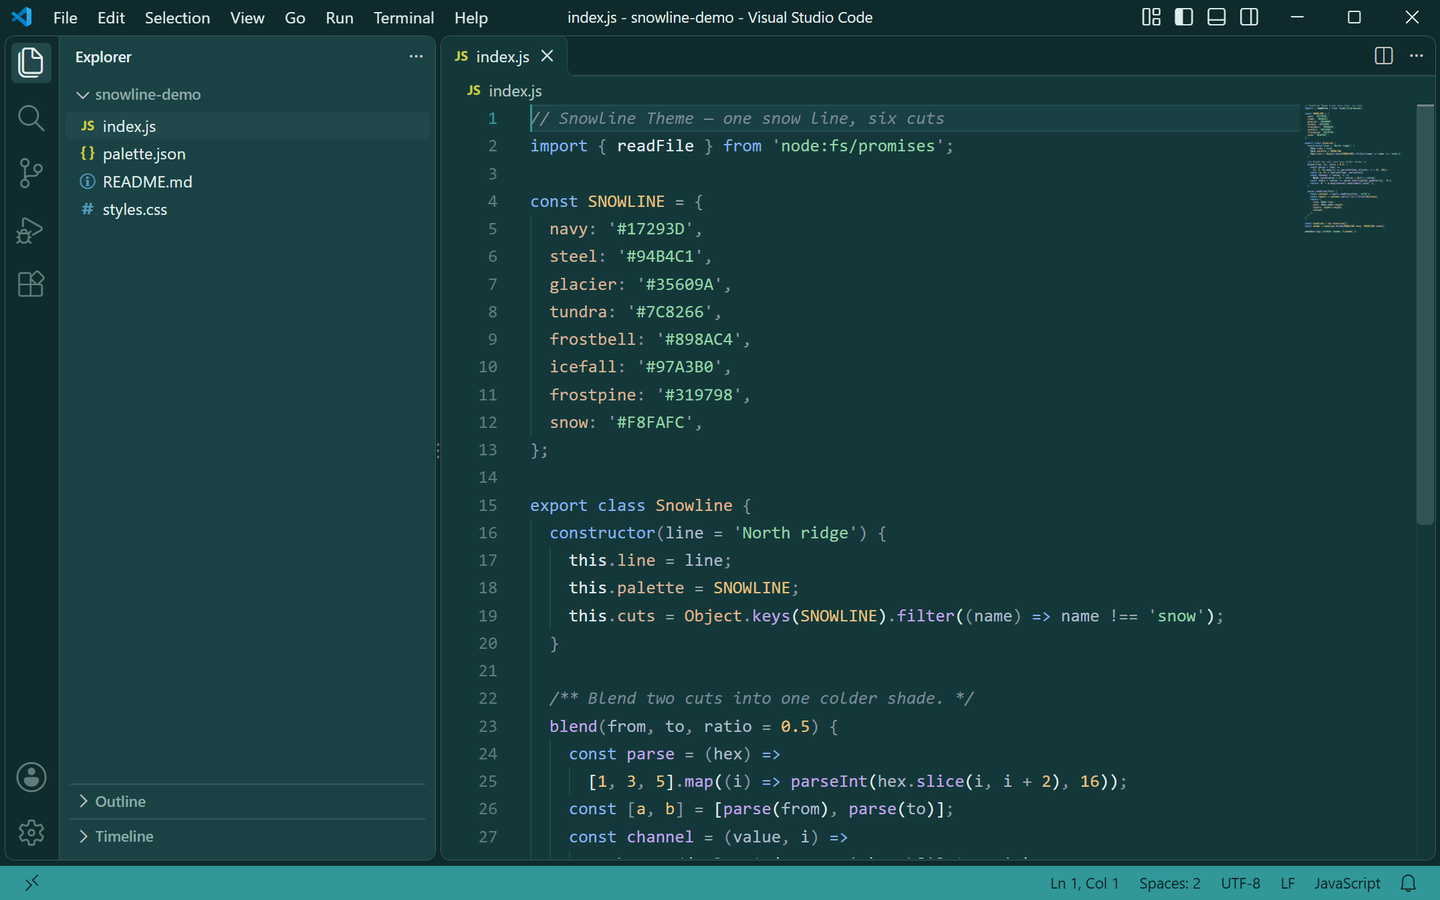 File Edit Selection View Go Run Terminal Help
index.js - snowline-demo - Visual Studio Code
Explorer
snowline-demo
JS index.js
{} palette.json
README.md
# styles.css
Outline
Timeline
JS index.js
JS index.js
1 // Snowline Theme — one snow line, six cuts
2 import { readFile } from 'node:fs/promises';
3
4 const SNOWLINE = {
5 navy: '#17293D',
6 steel: '#94B4C1',
7 glacier: '#35609A',
8 tundra: '#7C8266',
9 frostbell: '#898AC4',
10 icefall: '#97A3B0',
11 frostpine: '#319798',
12 snow: '#F8FAFC',
13 };
14
15 export class Snowline {
16 constructor(line = 'North ridge') {
17 this.line = line;
18 this.palette = SNOWLINE;
19 this.cuts = Object.keys(SNOWLINE).filter((name) => name !== 'snow');
20 }
21
22 /** Blend two cuts into one colder shade. */
23 blend(from, to, ratio = 0.5) {
24 const parse = (hex) =>
25 [1, 3, 5].map((i) => parseInt(hex.slice(i, i + 2), 16));
26 const [a, b] = [parse(from), parse(to)];
27 const channel = (value, i) =>
Ln 1, Col 1 Spaces: 2 UTF-8 LF JavaScript